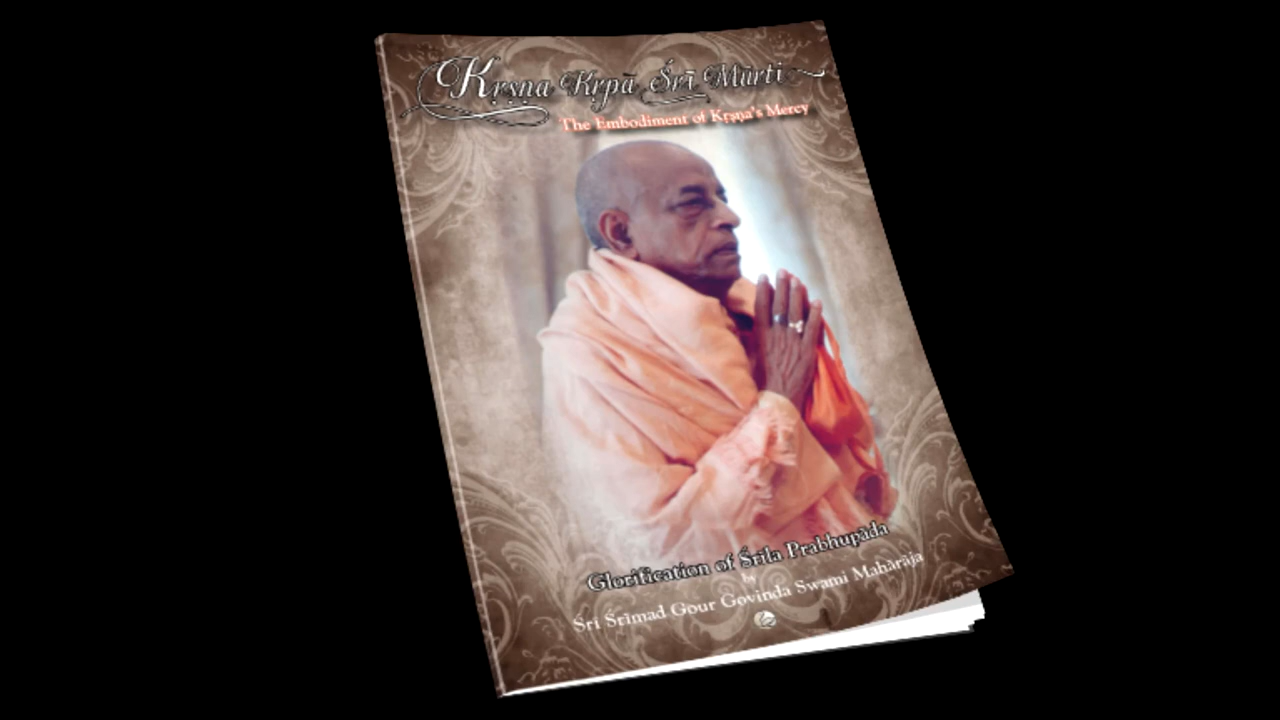 Kṛṣṇa Kṛpā Śrī Mūrti
The Embodiment of Kṛṣṇa's Mercy
Glorification of Śrīla Prabhupāda
by
Śrī Śrīmad Gour Govinda Swami Mahārāja